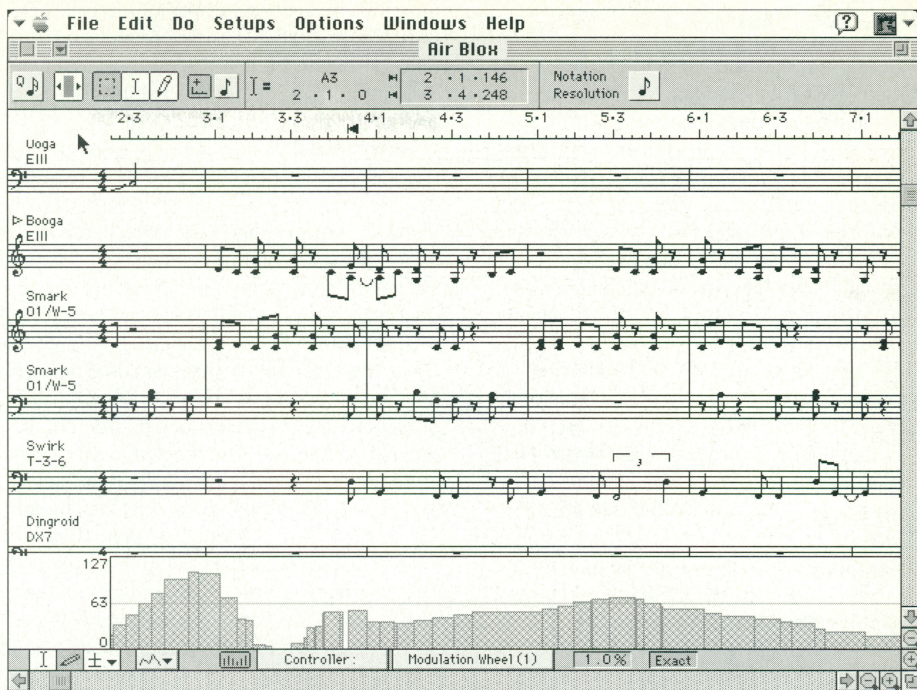 File Edit Do Setups Options Windows Help
Air Blox
A3
2 · 1 · 0
2 · 1 · 146
3 · 4 · 248
Notation
Resolution
2·3 3·1 3·3 4·1 4·3 5·1 5·3 6·1 6·3 7·1
Uoga
EIII
Booga
EIII
Smark
01/W-5
Smark
01/W-5
Swirk
T-3-6
3
Dingroid
DX7
127
63
0
Controller: Modulation Wheel (1) 1.0% Exact